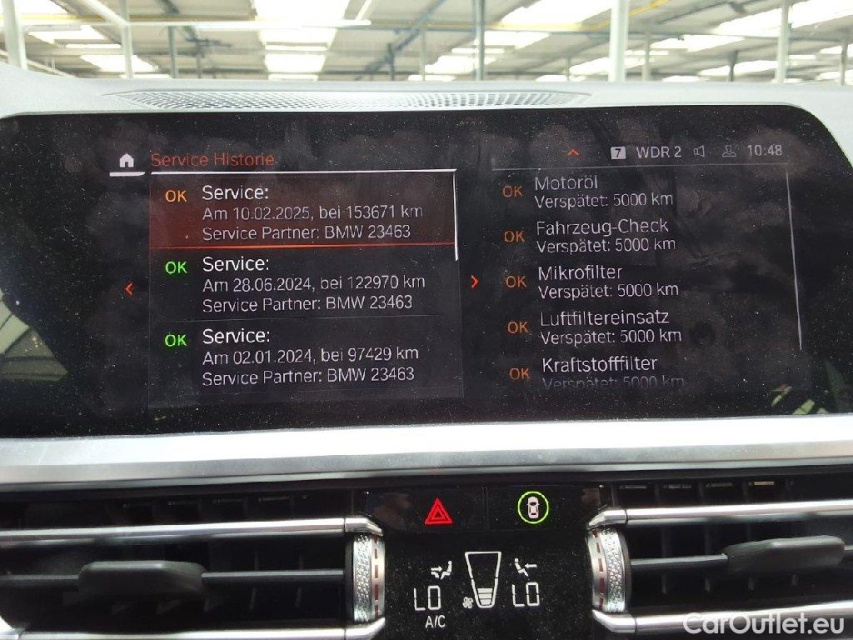 Service Historie
7 WDR 2 10:48
OK Service:
Am 10.02.2025, bei 153671 km
Service Partner: BMW 23463
OK Service:
Am 28.06.2024, bei 122970 km
Service Partner: BMW 23463
OK Service:
Am 02.01.2024, bei 97429 km
Service Partner: BMW 23463
OK Motoröl
Verspätet: 5000 km
OK Fahrzeug-Check
Verspätet: 5000 km
OK Mikrofilter
Verspätet: 5000 km
OK Luftfiltereinsatz
Verspätet: 5000 km
OK Kraftstofffilter
Verspätet: 5000 km
LO LO
A/C
CarOutlet.eu